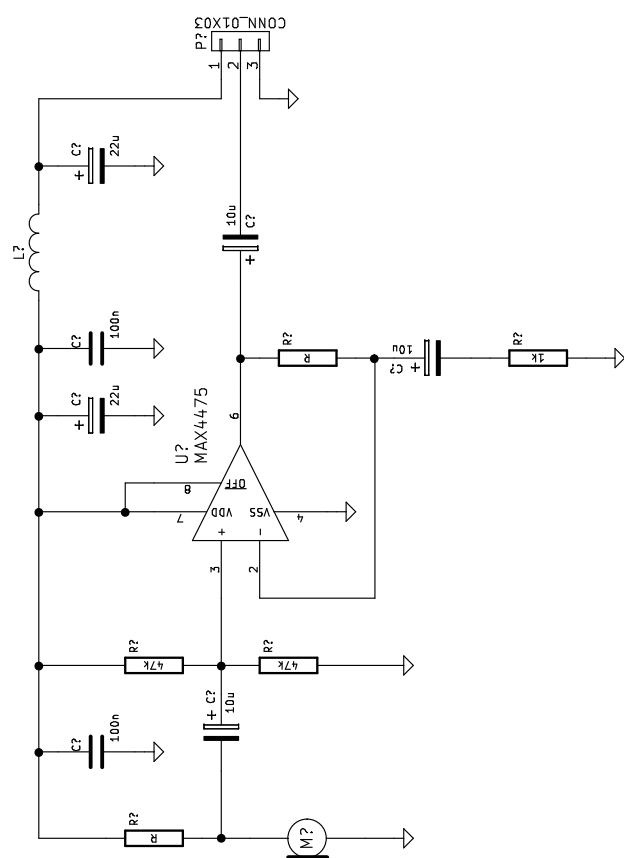 CONN_01X03
P?
1
2
3
C?
22u
+
10u
C?
+
L?
C?
100n
C?
22u
+
R?
R
10u
C?
+
R?
1k
U?
MAX4475
6
8
OFF
7
VDD
VSS
4
+
-
3
2
R?
47k
R?
47k
C?
10u
+
C?
100n
R?
R
M?